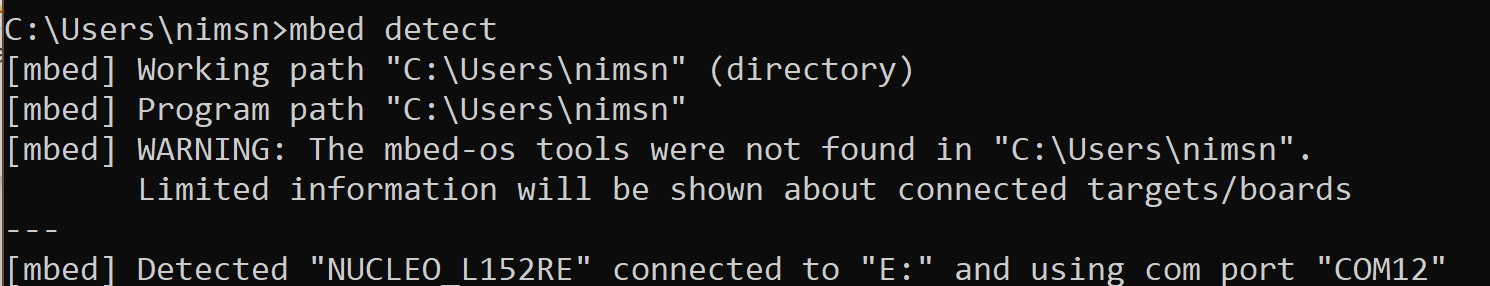 C:\Users\nimsn>mbed detect
[mbed] Working path "C:\Users\nimsn" (directory)
[mbed] Program path "C:\Users\nimsn"
[mbed] WARNING: The mbed-os tools were not found in "C:\Users\nimsn".
Limited information will be shown about connected targets/boards
---
[mbed] Detected "NUCLEO_L152RE" connected to "E:" and using com port "COM12"